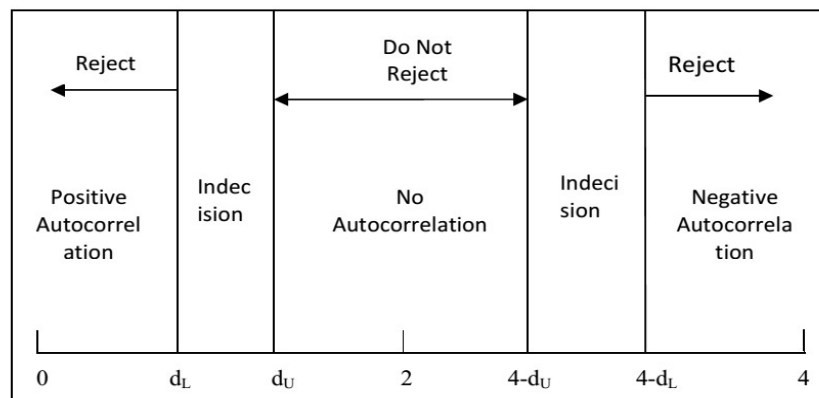 Reject
Do Not
Reject
Reject
Positive
Autocorrel
ation
Indec
ision
No
Autocorrelation
Indeci
sion
Negative
Autocorrela
tion
0 dL dU 2 4-dU 4-dL 4